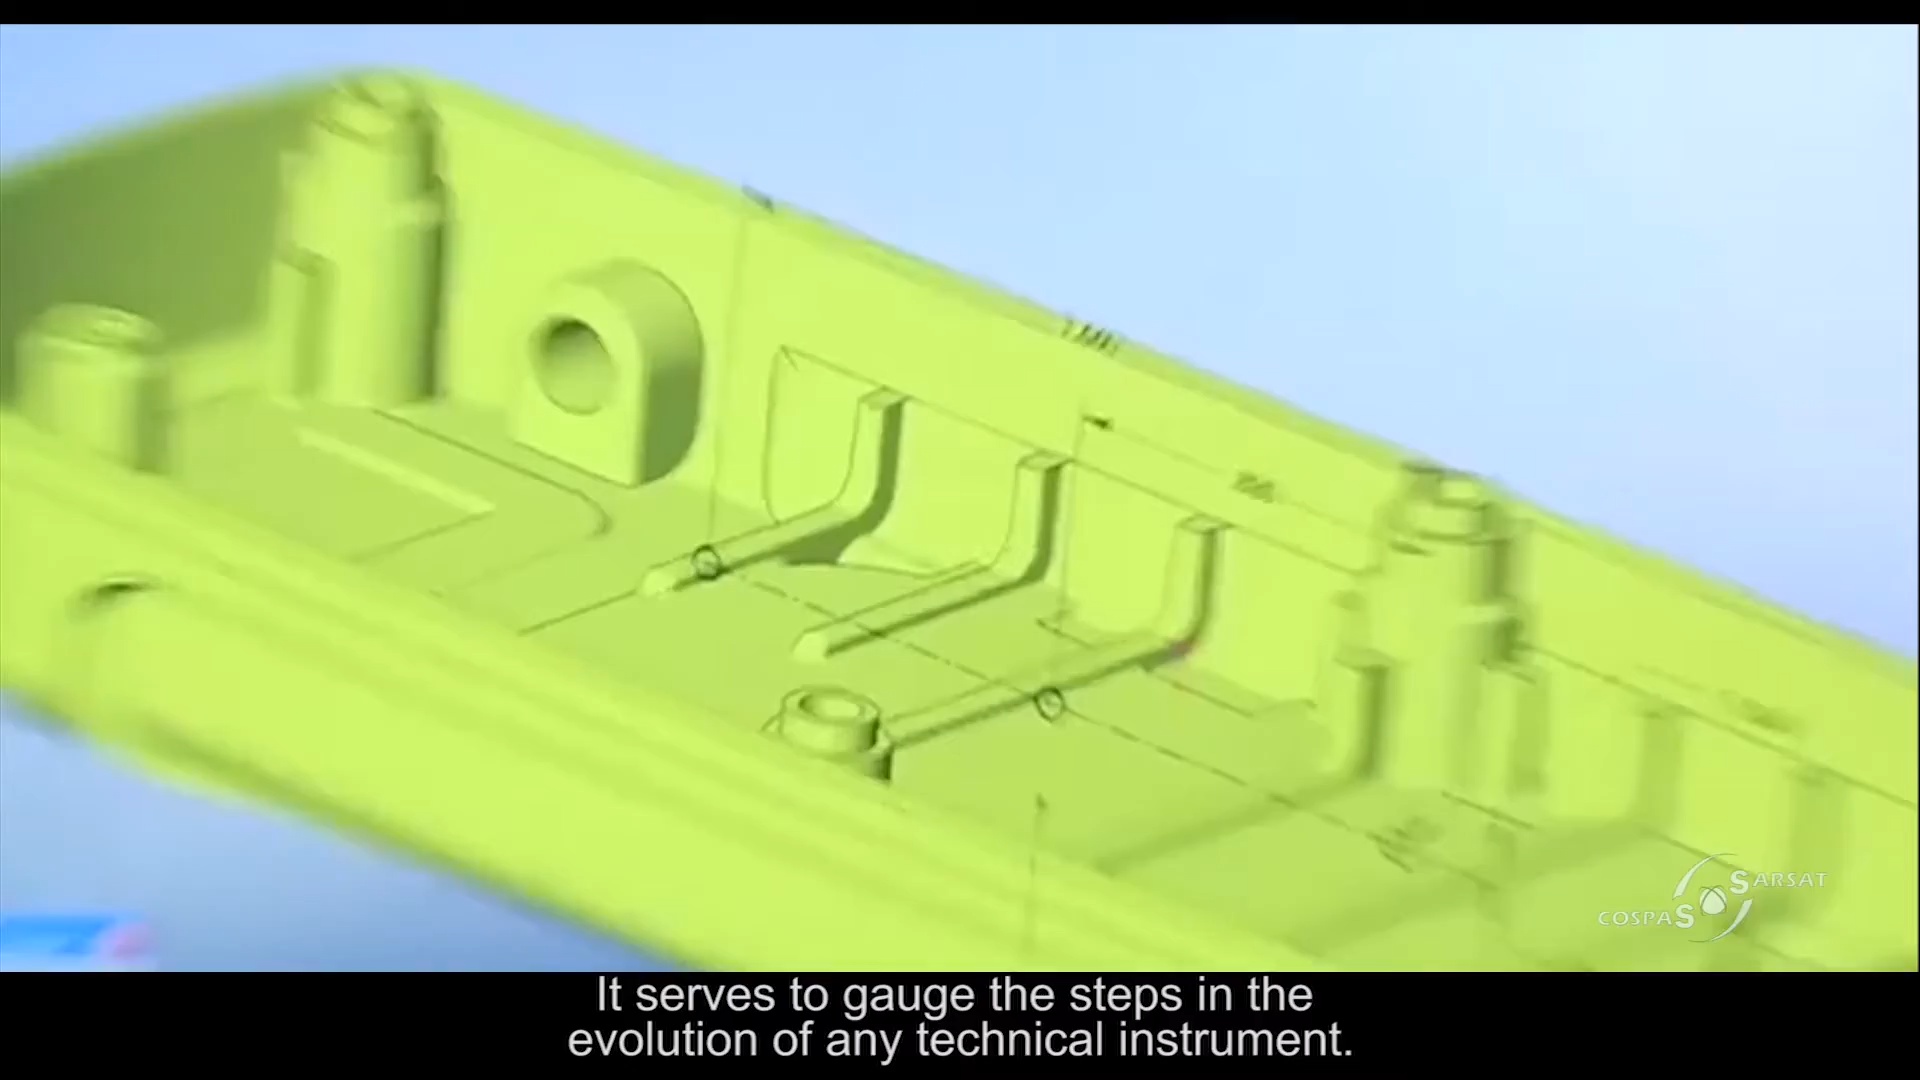 SARSAT
COSPAS
It serves to gauge the steps in the
evolution of any technical instrument.